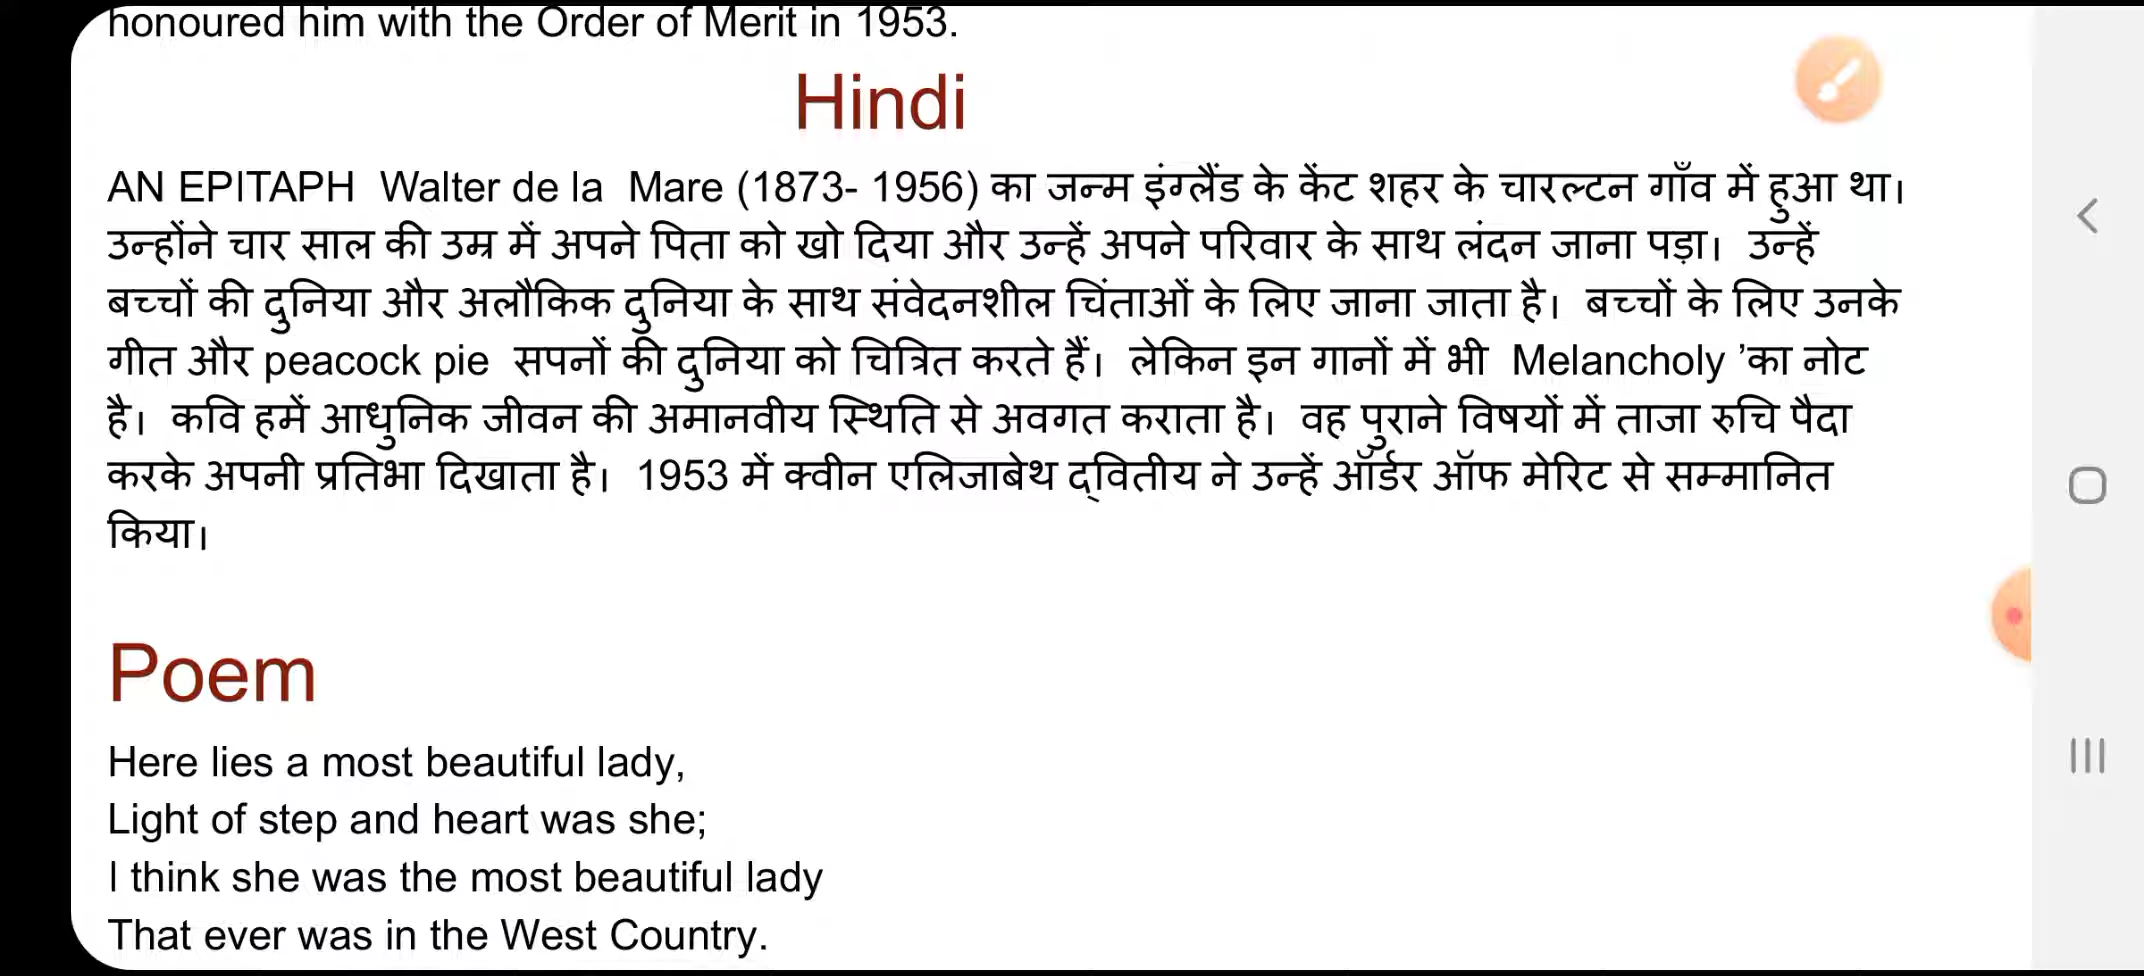 honoured him with the Order of Merit in 1953.
Hindi
AN EPITAPH Walter de la Mare (1873- 1956) का जन्म इंग्लैंड के केंट शहर के चारल्टन गाँव में हुआ था।
उन्होंने चार साल की उम्र में अपने पिता को खो दिया और उन्हें अपने परिवार के साथ लंदन जाना पड़ा। उन्हें
बच्चों की दुनिया और अलौकिक दुनिया के साथ संवेदनशील चिंताओं के लिए जाना जाता है। बच्चों के लिए उनके
गीत और peacock pie सपनों की दुनिया को चित्रित करते हैं। लेकिन इन गानों में भी Melancholy ’का नोट
है। कवि हमें आधुनिक जीवन की अमानवीय स्थिति से अवगत कराता है। वह पुराने विषयों में ताजा रुचि पैदा
करके अपनी प्रतिभा दिखाता है। 1953 में क्वीन एलिजाबेथ द्वितीय ने उन्हें ऑर्डर ऑफ मेरिट से सम्मानित
किया।
Poem
Here lies a most beautiful lady,
Light of step and heart was she;
I think she was the most beautiful lady
That ever was in the West Country.